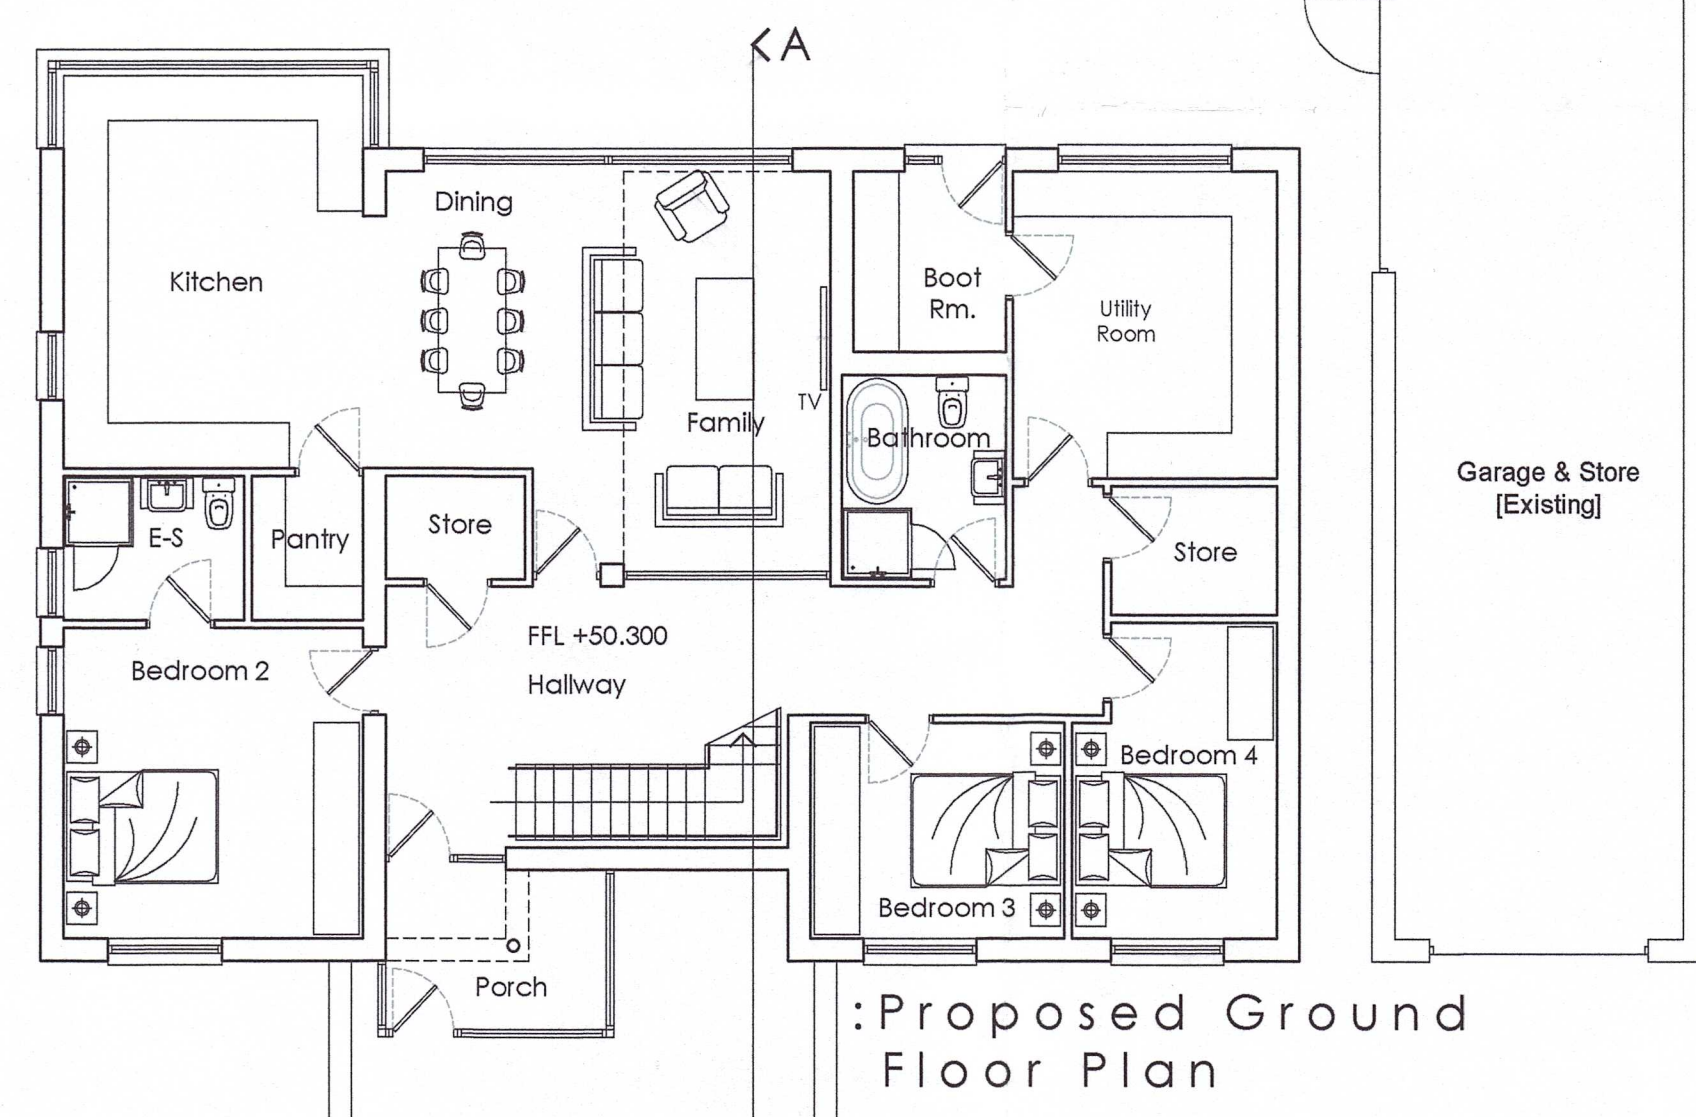 A
Dining
Kitchen
Boot
Rm.
Utility
Room
TV
Family
Bathroom
Garage & Store
[Existing]
E-S
Pantry
Store
Store
FFL +50.300
Hallway
Bedroom 2
Bedroom 4
Bedroom 3
Porch
:Proposed Ground
Floor Plan